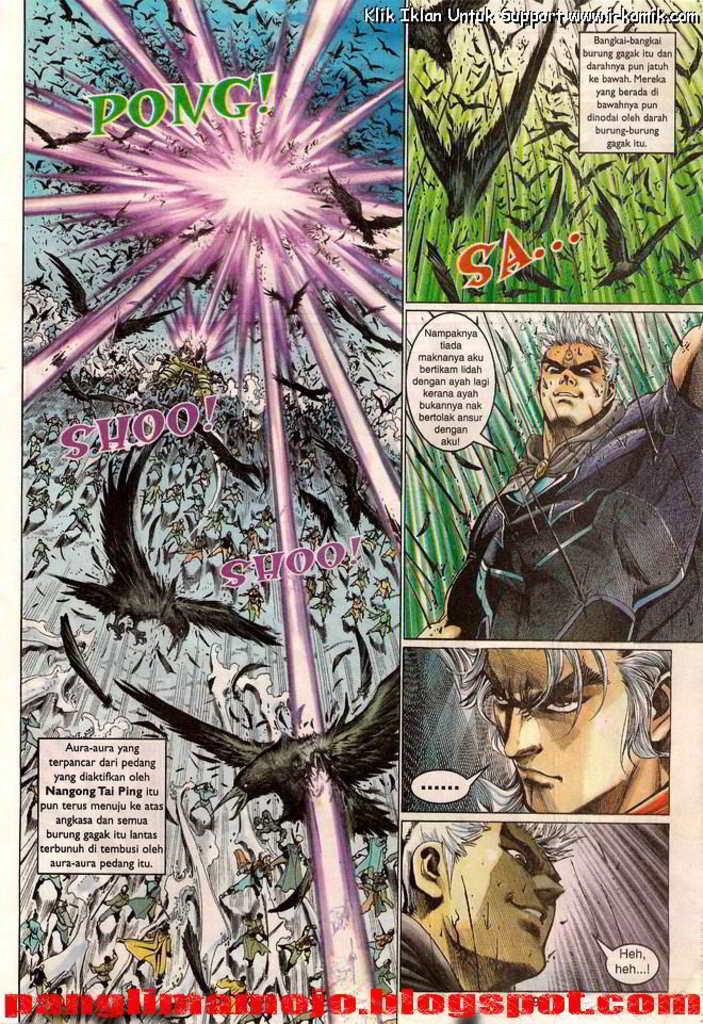 Klik Iklan Untuk Support www.i-komik.com
PONG!
SHOO!
SHOO!
Aura-aura yang
terpancar dari pedang
yang diaktifkan oleh
Nangong Tai Ping itu
pun terus menuju ke atas
angkasa dan semua
burung gagak itu lantas
terbunuh di tembusi oleh
aura-aura pedang itu.
Bangkai-bangkai
burung gagak itu dan
darahnya pun jatuh
ke bawah. Mereka
yang berada di
bawahnya pun
dinodai oleh darah
burung-burung
gagak itu.
SA...
Nampaknya
tiada
maknanya aku
bertikam lidah
dengan ayah lagi
kerana ayah
bukannya nak
bertolak ansur
dengan
aku!
......
Heh,
heh...!
panglimamojo.blogspot.com